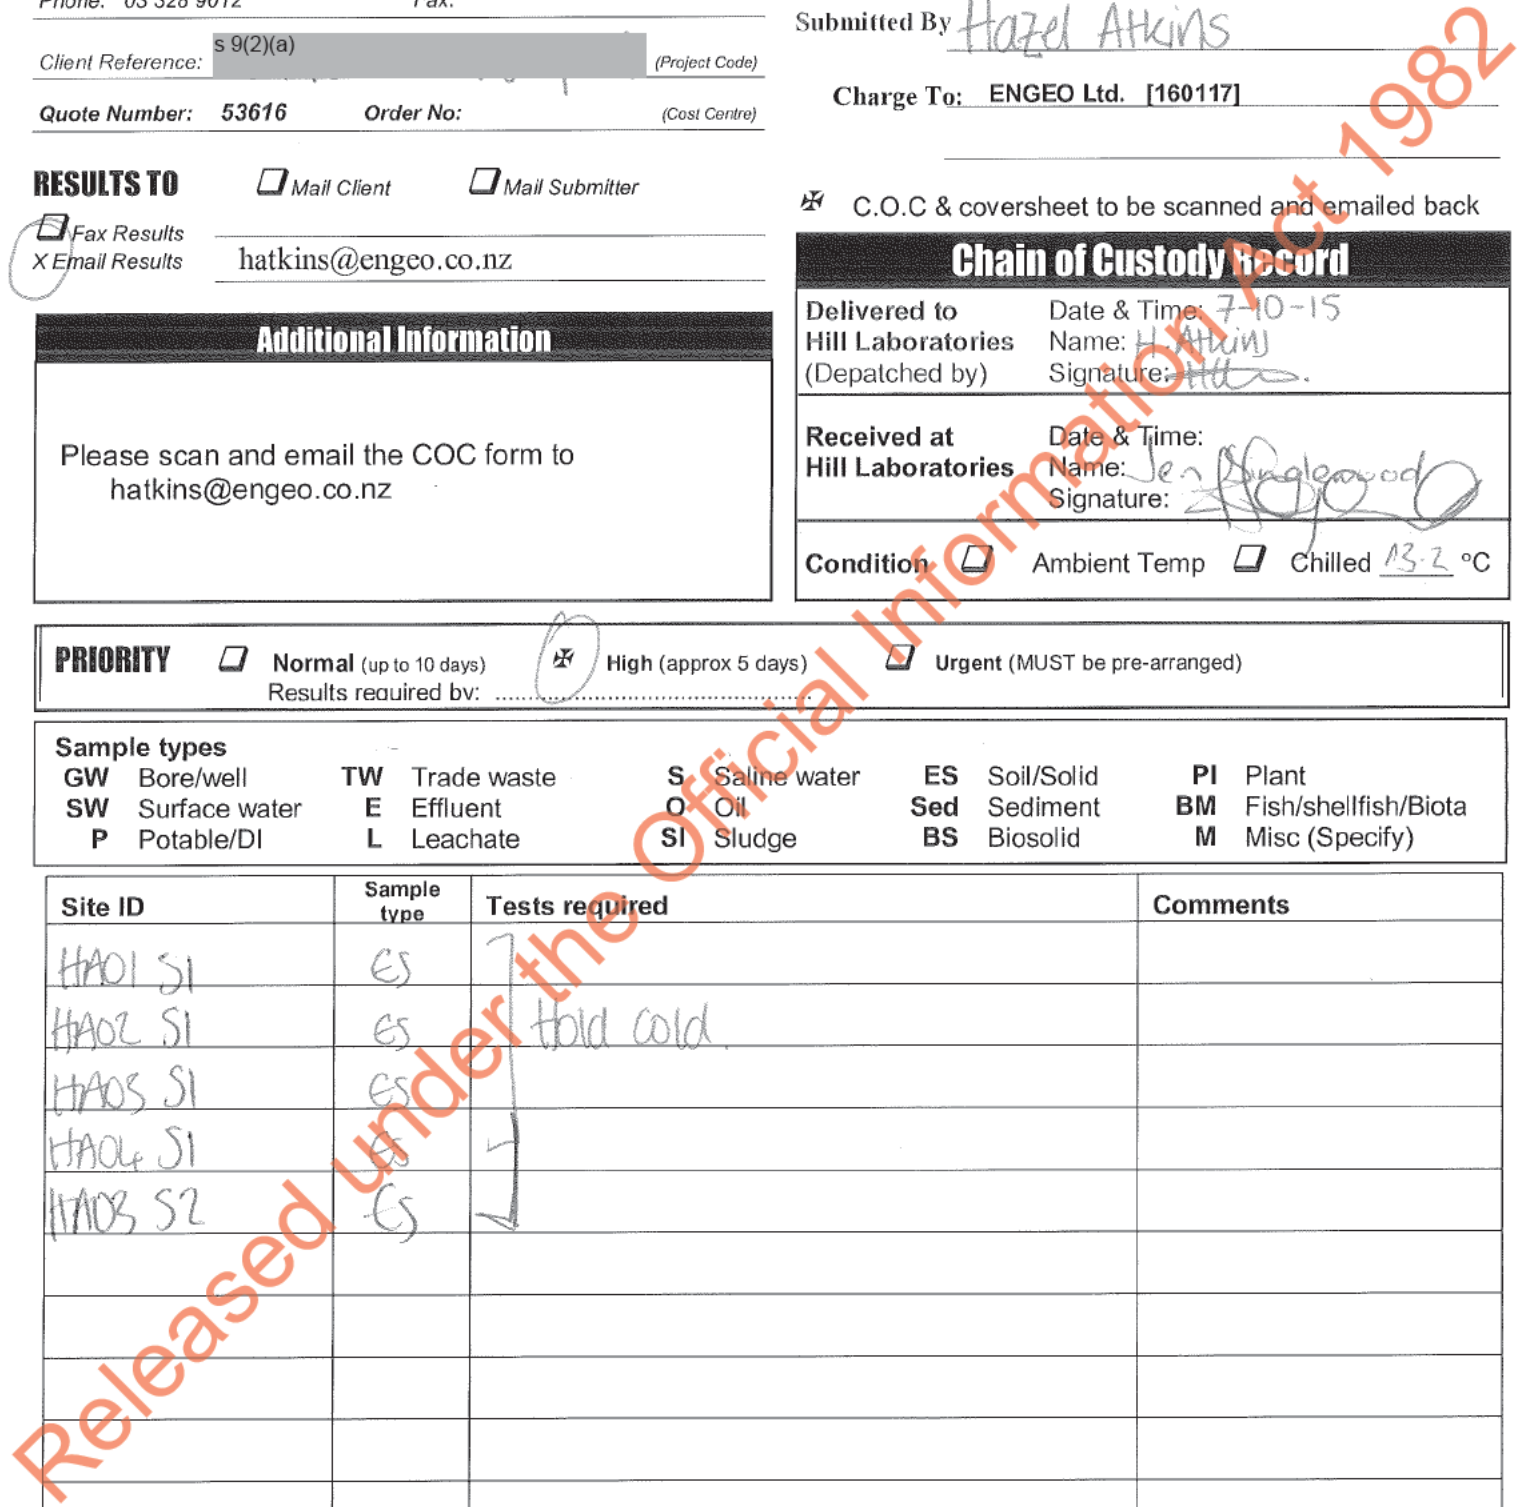 Phone: 03 328 9012 Fax:
Client Reference: s 9(2)(a) (Project Code)
Quote Number: 53616 Order No: (Cost Centre)
Submitted By Hazel Atkins
Charge To: ENGEO Ltd. [160117]
RESULTS TO Mail Client Mail Submitter
Fax Results
X Email Results hatkins@engeo.co.nz
✠ C.O.C & coversheet to be scanned and emailed back
Additional Information
Please scan and email the COC form to
hatkins@engeo.co.nz
Chain of Custody Record
Delivered to Date & Time: 7-10-15
Hill Laboratories Name: H. Atkins
(Depatched by) Signature:
Received at Date & Time:
Hill Laboratories Name: Jen
Signature:
Condition Ambient Temp Chilled 13.2 °C
PRIORITY Normal (up to 10 days) ✠ High (approx 5 days) Urgent (MUST be pre-arranged)
Results required by: ................................................
Sample types
GW Bore/well TW Trade waste S Saline water ES Soil/Solid PI Plant
SW Surface water E Effluent O Oil Sed Sediment BM Fish/shellfish/Biota
P Potable/DI L Leachate SI Sludge BS Biosolid M Misc (Specify)
Site ID Sample type Tests required Comments
HA01 S1 ES
HA02 S1 ES Hold cold.
HA03 S1 ES
HA04 S1 ES
HA03 S2 ES
Released under the Official Information Act 1982